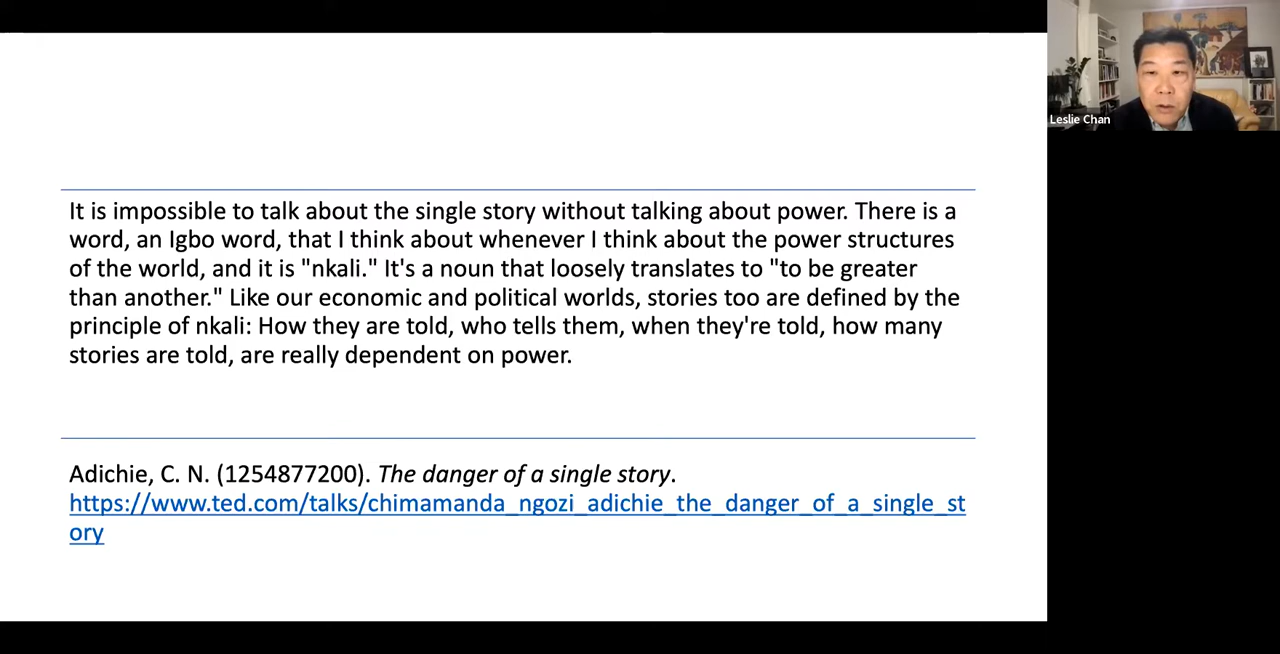 Leslie Chan
It is impossible to talk about the single story without talking about power. There is a
word, an Igbo word, that I think about whenever I think about the power structures
of the world, and it is "nkali." It's a noun that loosely translates to "to be greater
than another." Like our economic and political worlds, stories too are defined by the
principle of nkali: How they are told, who tells them, when they're told, how many
stories are told, are really dependent on power.
Adichie, C. N. (1254877200). The danger of a single story.
https://www.ted.com/talks/chimamanda_ngozi_adichie_the_danger_of_a_single_st
ory